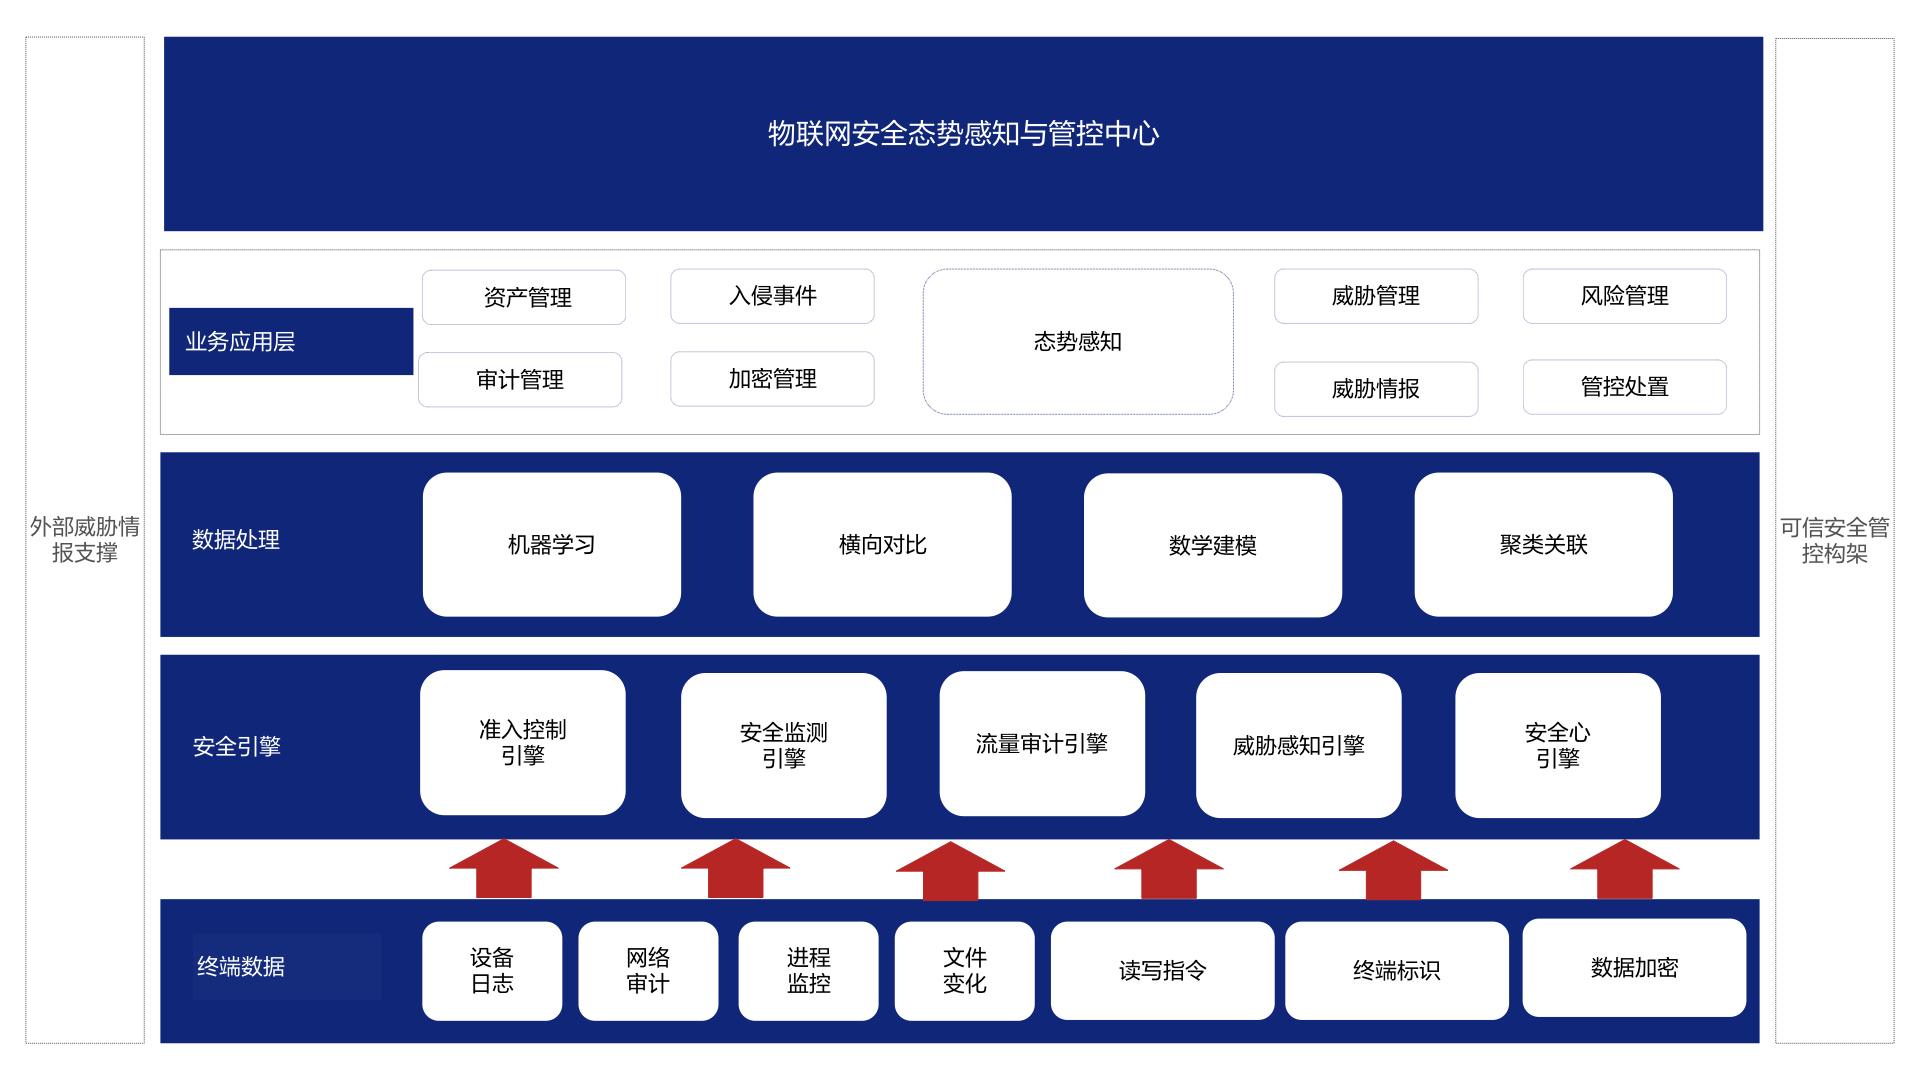 物联网安全态势感知与管控中心
外部威胁情
报支撑
可信安全管
控构架
业务应用层
资产管理
入侵事件
态势感知
威胁管理
风险管理
审计管理
加密管理
威胁情报
管控处置
数据处理
机器学习
横向对比
数学建模
聚类关联
安全引擎
准入控制
引擎
安全监测
引擎
流量审计引擎
威胁感知引擎
安全心
引擎
终端数据
设备
日志
网络
审计
进程
监控
文件
变化
读写指令
终端标识
数据加密